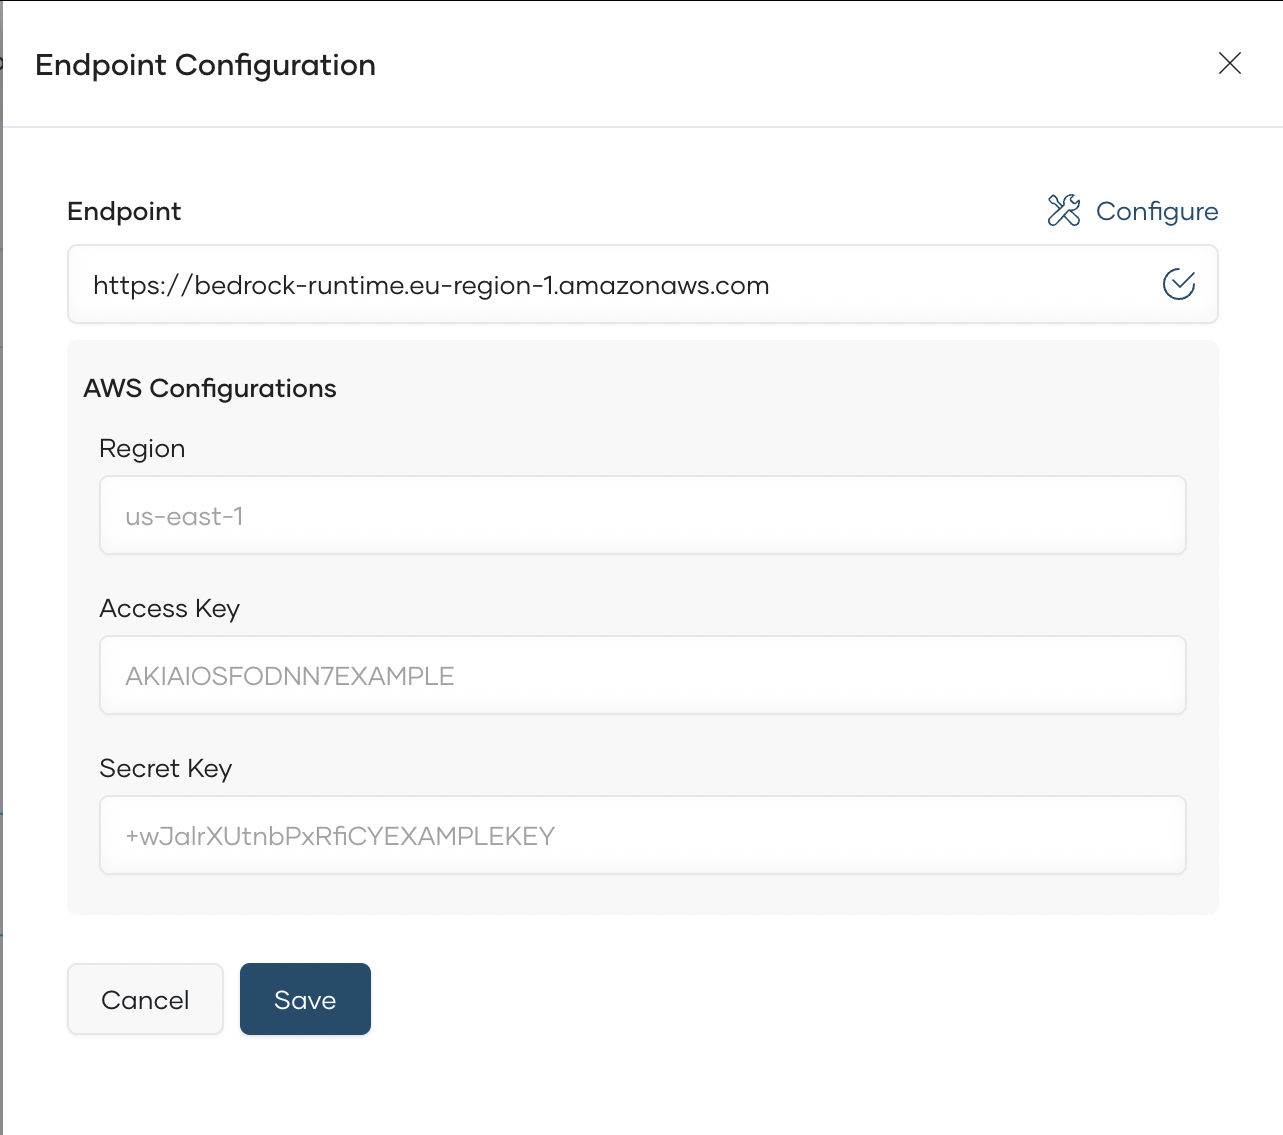 Endpoint Configuration
Endpoint
Configure
https://bedrock-runtime.eu-region-1.amazonaws.com
AWS Configurations
Region
us-east-1
Access Key
AKIAIOSFODNN7EXAMPLE
Secret Key
+wJalrXUtnbPxRfiCYEXAMPLEKEY
Cancel
Save